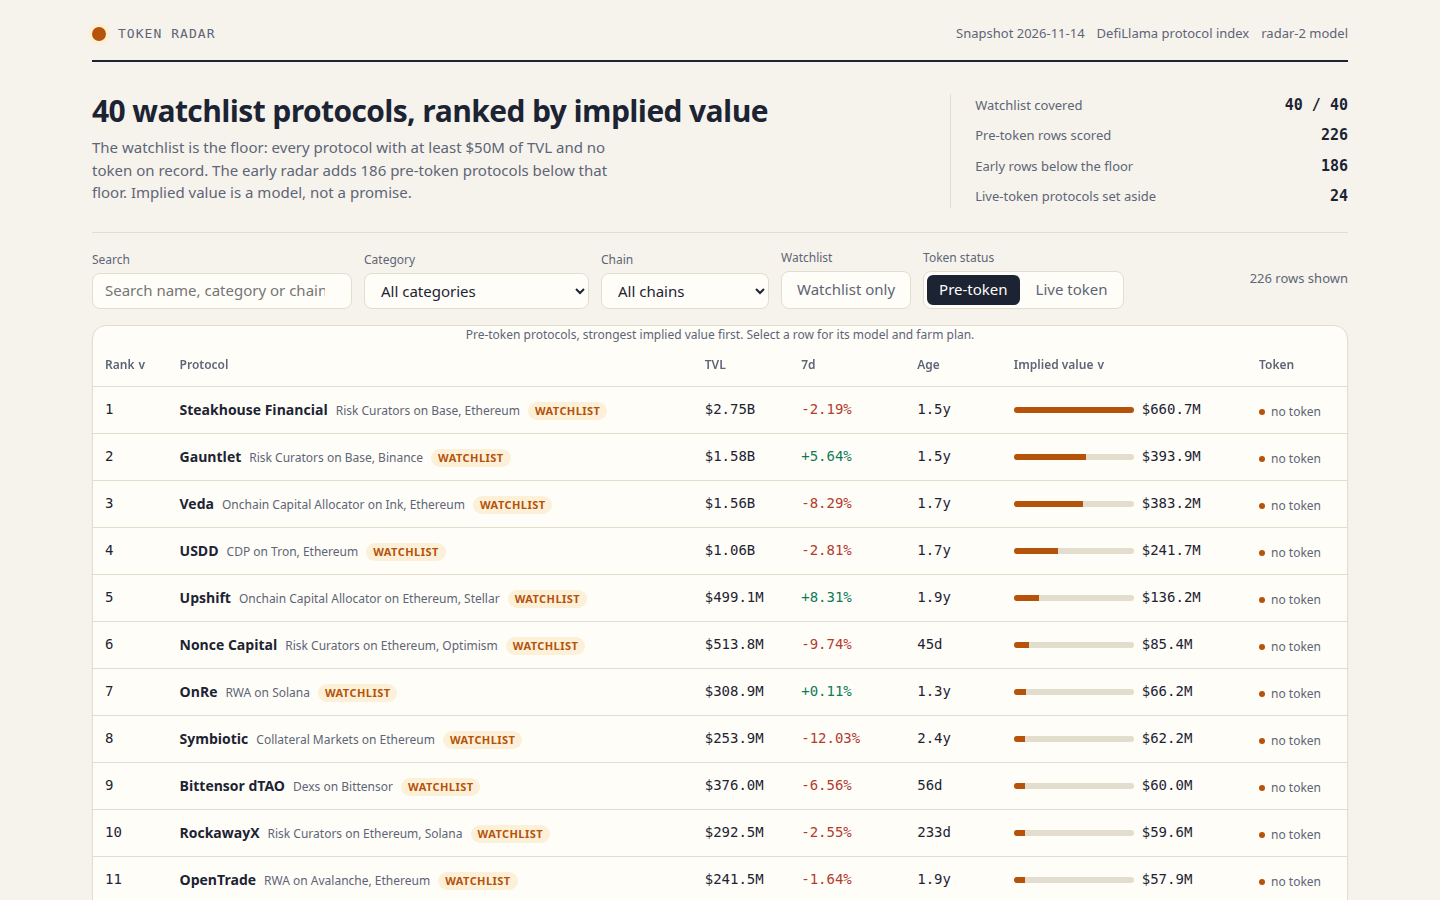 TOKEN RADAR
Snapshot 2026-11-14 DefiLlama protocol index radar-2 model
40 watchlist protocols, ranked by implied value
The watchlist is the floor: every protocol with at least $50M of TVL and no
token on record. The early radar adds 186 pre-token protocols below that
floor. Implied value is a model, not a promise.
Watchlist covered 40 / 40
Pre-token rows scored 226
Early rows below the floor 186
Live-token protocols set aside 24
Search Category Chain Watchlist Token status
Search name, category or chain All categories All chains Watchlist only Pre-token Live token 226 rows shown
Pre-token protocols, strongest implied value first. Select a row for its model and farm plan.
Rank v Protocol TVL 7d Age Implied value v Token
1 Steakhouse Financial Risk Curators on Base, Ethereum WATCHLIST $2.75B -2.19% 1.5y $660.7M no token
2 Gauntlet Risk Curators on Base, Binance WATCHLIST $1.58B +5.64% 1.5y $393.9M no token
3 Veda Onchain Capital Allocator on Ink, Ethereum WATCHLIST $1.56B -8.29% 1.7y $383.2M no token
4 USDD CDP on Tron, Ethereum WATCHLIST $1.06B -2.81% 1.7y $241.7M no token
5 Upshift Onchain Capital Allocator on Ethereum, Stellar WATCHLIST $499.1M +8.31% 1.9y $136.2M no token
6 Nonce Capital Risk Curators on Ethereum, Optimism WATCHLIST $513.8M -9.74% 45d $85.4M no token
7 OnRe RWA on Solana WATCHLIST $308.9M +0.11% 1.3y $66.2M no token
8 Symbiotic Collateral Markets on Ethereum WATCHLIST $253.9M -12.03% 2.4y $62.2M no token
9 Bittensor dTAO Dexs on Bittensor WATCHLIST $376.0M -6.56% 56d $60.0M no token
10 RockawayX Risk Curators on Ethereum, Solana WATCHLIST $292.5M -2.55% 233d $59.6M no token
11 OpenTrade RWA on Avalanche, Ethereum WATCHLIST $241.5M -1.64% 1.9y $57.9M no token